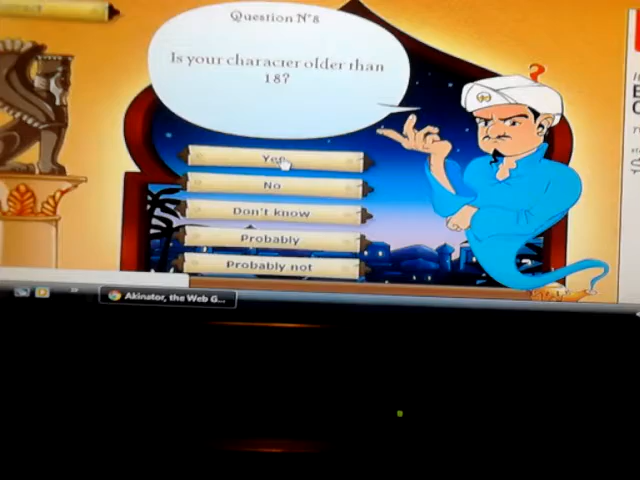 Question N°8
Is your character older than
18?
Yes
No
Don't know
Probably
Probably not
Akinator, the Web G...